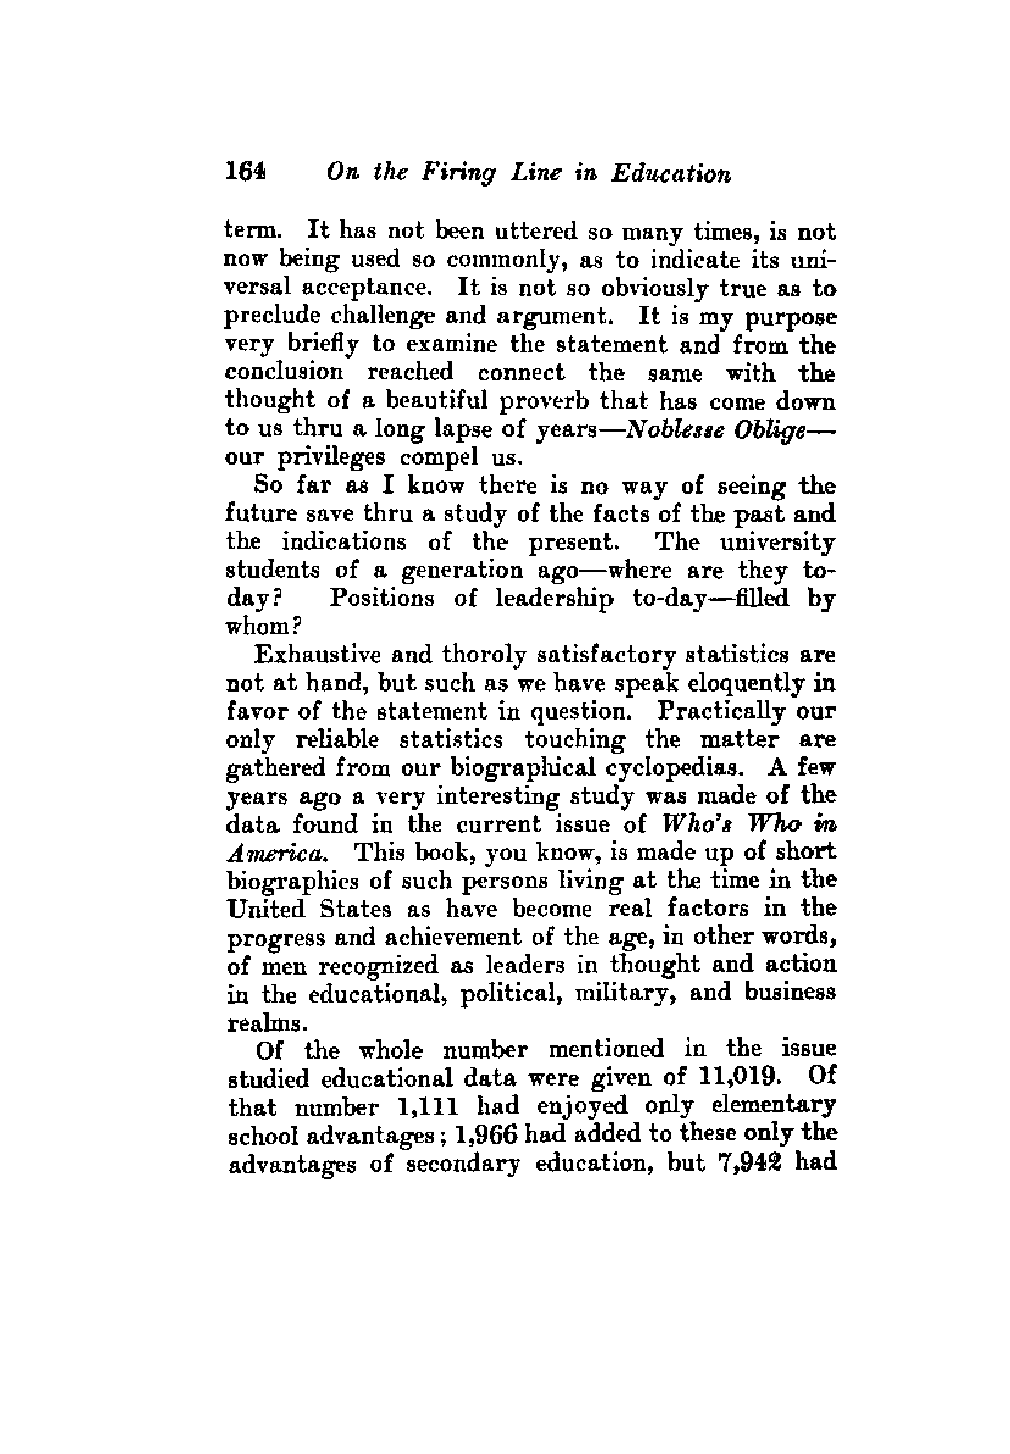 164 On the Firing Line in Education
term. It has not been uttered so many times, is not
now being used so commonly, as to indicate its uni-
versal acceptance. It is not so obviously true as to
preclude challenge and argument. It is my purpose
very briefly to examine the statement and from the
conclusion reached connect the same with the
thought of a beautiful proverb that has come down
to us thru a long lapse of years—Noblesse Oblige—
our privileges compel us.
So far as I know there is no way of seeing the
future save thru a study of the facts of the past and
the indications of the present. The university
students of a generation ago—where are they to-
day? Positions of leadership to-day—filled by
whom?
Exhaustive and thoroly satisfactory statistics are
not at hand, but such as we have speak eloquently in
favor of the statement in question. Practically our
only reliable statistics touching the matter are
gathered from our biographical cyclopedias. A few
years ago a very interesting study was made of the
data found in the current issue of Who's Who in
America. This book, you know, is made up of short
biographies of such persons living at the time in the
United States as have become real factors in the
progress and achievement of the age, in other words,
of men recognized as leaders in thought and action
in the educational, political, military, and business
realms.
Of the whole number mentioned in the issue
studied educational data were given of 11,019. Of
that number 1,111 had enjoyed only elementary
school advantages; 1,966 had added to these only the
advantages of secondary education, but 7,942 had